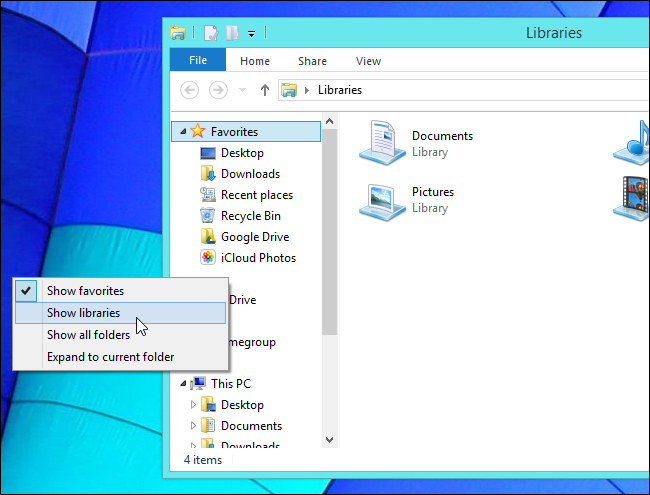 Libraries
File
Home
Share
View
Libraries
Favorites
Desktop
Downloads
Recent places
Recycle Bin
Google Drive
iCloud Photos
Drive
megroup
This PC
Desktop
Documents
Downloads
4 items
Documents
Library
Pictures
Library
Show favorites
Show libraries
Show all folders
Expand to current folder